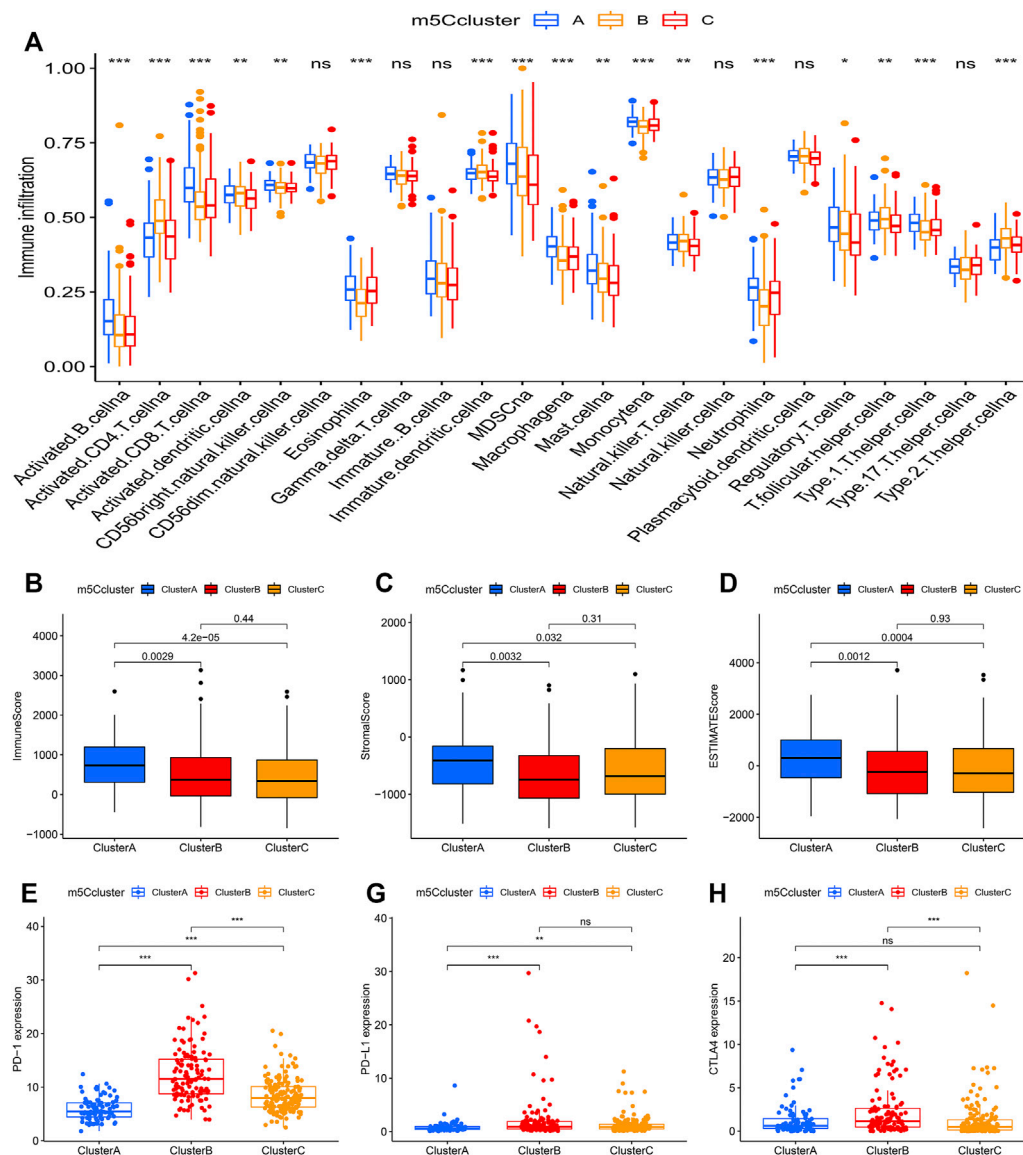 m5Ccluster A B C
A
*** *** *** ** ** ns *** ns ns *** *** *** ** *** ** ns *** ns * ** *** ns ***
Immune infiltration
1.00
0.75
0.50
0.25
0.00
Activated.B.cellna
Activated.CD4.T.cellna
Activated.CD8.T.cellna
Activated.dendritic.cellna
CD56bright.natural.killer.cellna
CD56dim.natural.killer.cellna
Eosinophilna
Gamma.delta.T.cellna
Immature..B.cellna
Immature.dendritic.cellna
MDSCna
Macrophagena
Mast.cellna
Monocytena
Natural.killer.T.cellna
Natural.killer.cellna
Neutrophilna
Plasmacytoid.dendritic.cellna
Regulatory.T.cellna
T.follicular.helper.cellna
Type.1.T.helper.cellna
Type.17.T.helper.cellna
Type.2.T.helper.cellna
B
m5Ccluster ClusterA ClusterB ClusterC
ImmuneScore
4000
3000
2000
1000
0
−1000
0.44
4.2e−05
0.0029
ClusterA ClusterB ClusterC
C
m5Ccluster ClusterA ClusterB ClusterC
StromalScore
2000
1000
0
−1000
0.31
0.032
0.0032
ClusterA ClusterB ClusterC
D
m5Ccluster ClusterA ClusterB ClusterC
ESTIMATEScore
4000
2000
0
−2000
0.93
0.0004
0.0012
ClusterA ClusterB ClusterC
E
m5Ccluster ClusterA ClusterB ClusterC
PD−1 expression
40
30
20
10
0
***
***
***
ClusterA ClusterB ClusterC
G
m5Ccluster ClusterA ClusterB ClusterC
PD−L1 expression
40
30
20
10
0
ns
**
***
ClusterA ClusterB ClusterC
H
m5Ccluster ClusterA ClusterB ClusterC
CTLA4 expression
20
15
10
5
0
***
ns
***
ClusterA ClusterB ClusterC